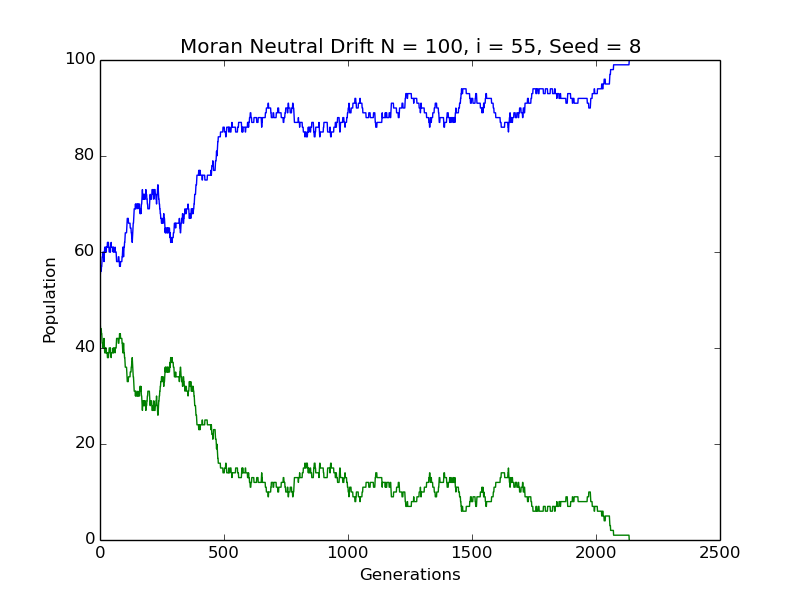 Moran Neutral Drift N = 100, i = 55, Seed = 8
100
80
60
40
20
0
Population
0 500 1000 1500 2000 2500
Generations